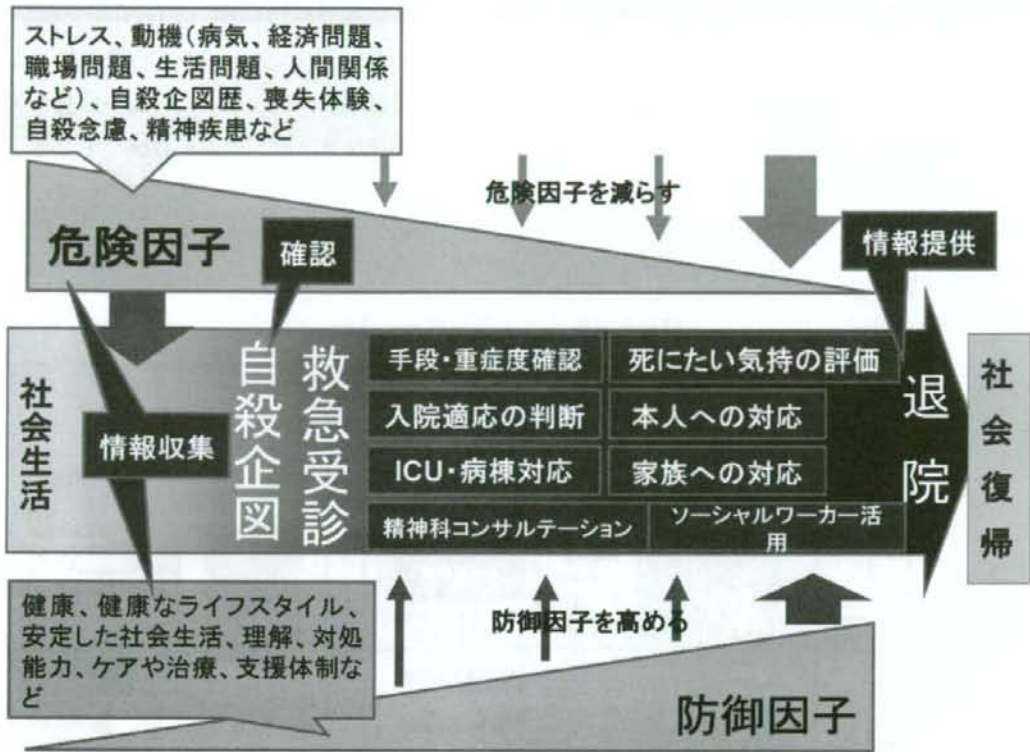 ストレス、動機(病気、経済問題、
職場問題、生活問題、人間関係
など)、自殺企図歴、喪失体験、
自殺念慮、精神疾患など
危険因子を減らす
危険因子
確認
情報提供
社会生活
情報収集
自殺企図
救急受診
手段・重症度確認
死にたい気持の評価
入院適応の判断
本人への対応
ICU・病棟対応
家族への対応
精神科コンサルテーション
ソーシャルワーカー活
用
退院
社会復帰
健康、健康なライフスタイル、
安定した社会生活、理解、対処
能力、ケアや治療、支援体制な
ど
防御因子を高める
防御因子